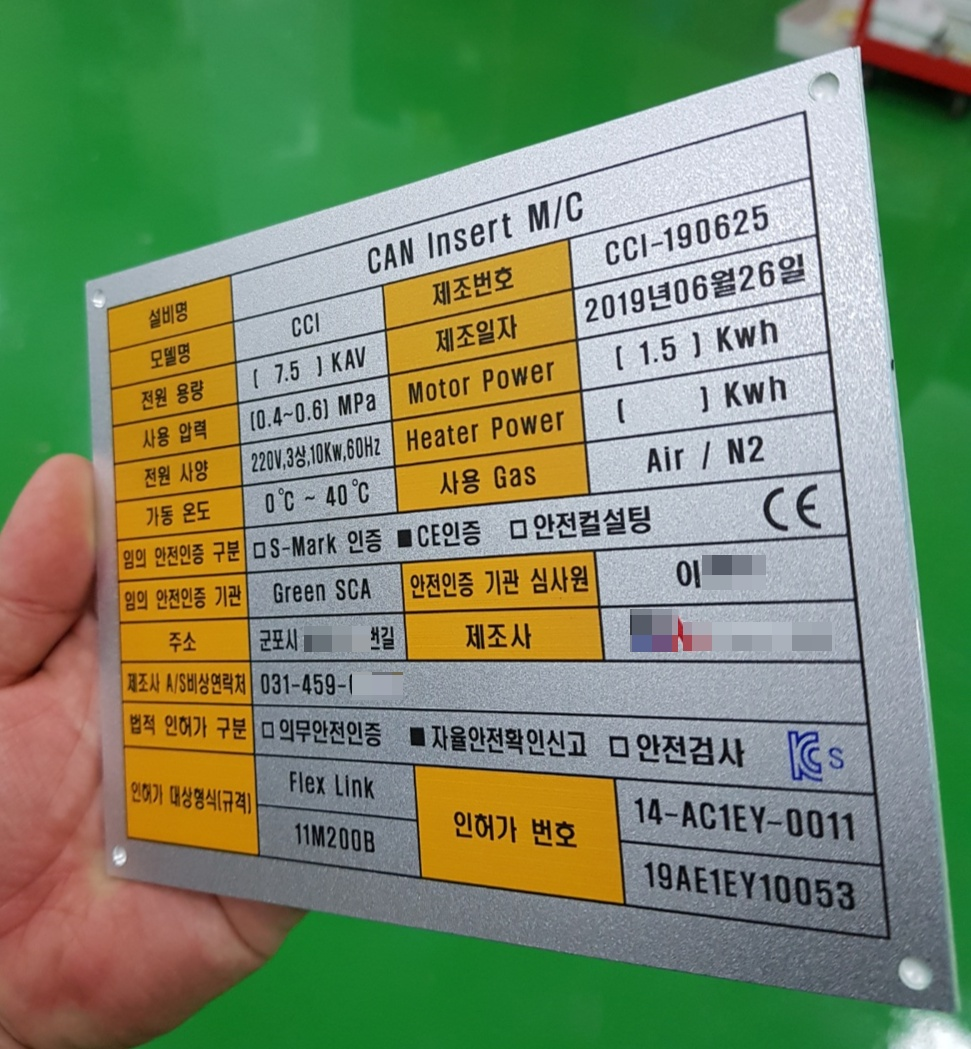 설비명 CAN Insert M/C
모델명 CCI 제조번호 CCI-190625
전원 용량 [ 7.5 ] KAV 제조일자 2019년06월26일
사용 압력 [0.4~0.6] MPa Motor Power [ 1.5 ] Kwh
전원 사양 220V,3상,10Kw,60Hz Heater Power [ ] Kwh
가동 온도 0℃ ~ 40℃ 사용 Gas Air / N2
임의 안전인증 구분 □S-Mark 인증 ■CE인증 □안전컬설팅 CE
임의 안전인증 기관 Green SCA 안전인증 기관 심사원 이
주소 군포시 번길 제조사
제조사 A/S비상연락처 031-459-
법적 인허가 구분 □의무안전인증 ■자율안전확인신고 □안전검사 KCs
인허가 대상형식(규격) Flex Link 인허가 번호 14-AC1EY-0011
11M200B 19AE1EY10053